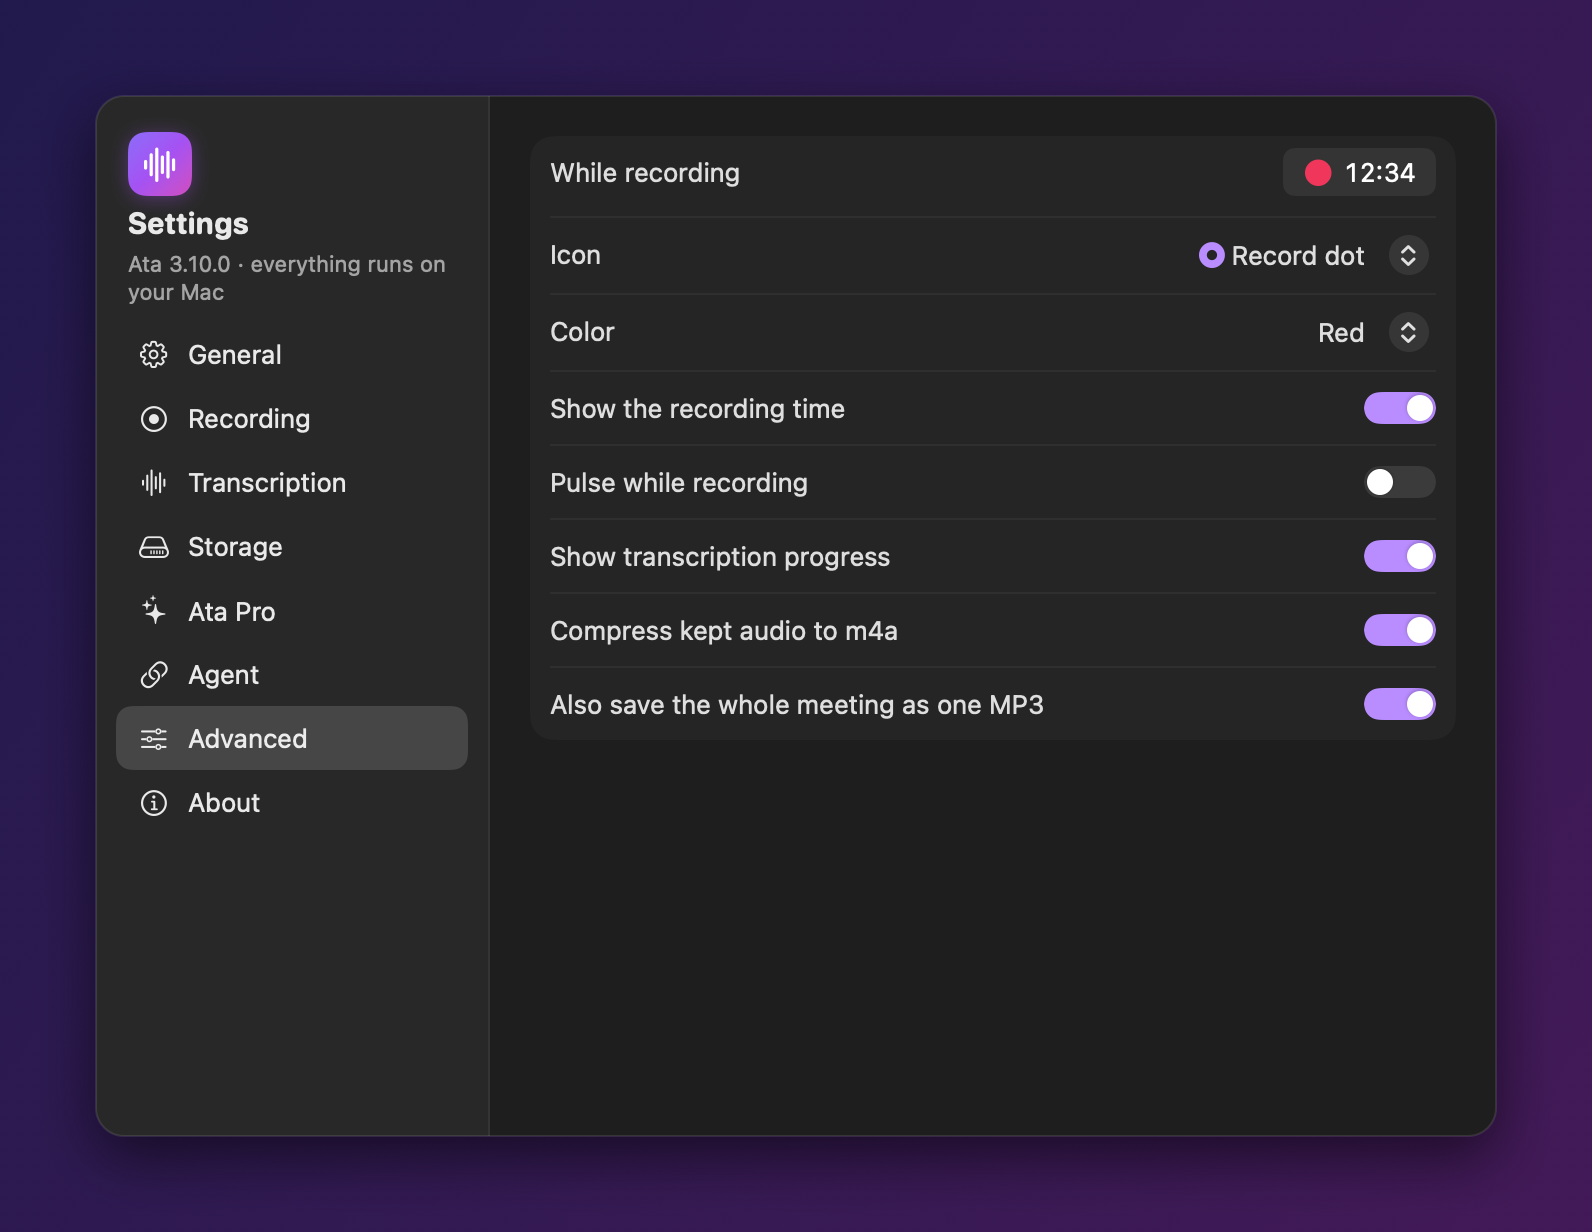 Settings
Ata 3.10.0 · everything runs on
your Mac
General
Recording
Transcription
Storage
Ata Pro
Agent
Advanced
About
While recording
12:34
Icon
Record dot
Color
Red
Show the recording time
Pulse while recording
Show transcription progress
Compress kept audio to m4a
Also save the whole meeting as one MP3